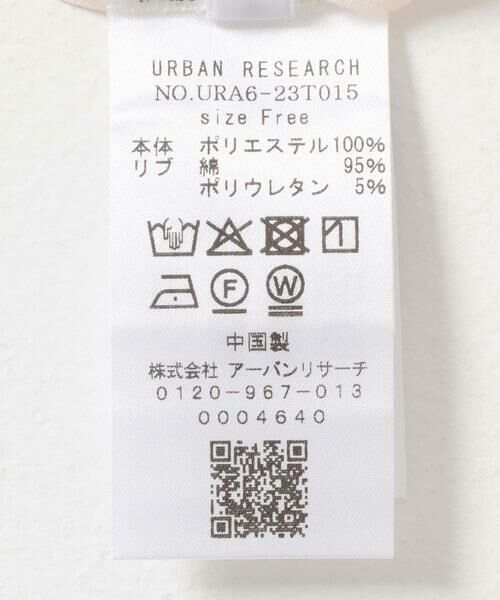 URBAN RESEARCH
NO.URA6-23T015
size Free
本体 ポリエステル100%
リブ 綿 95%
ポリウレタン 5%
F W
中国製
株式会社 アーバンリサーチ
0120-967-013
0004640